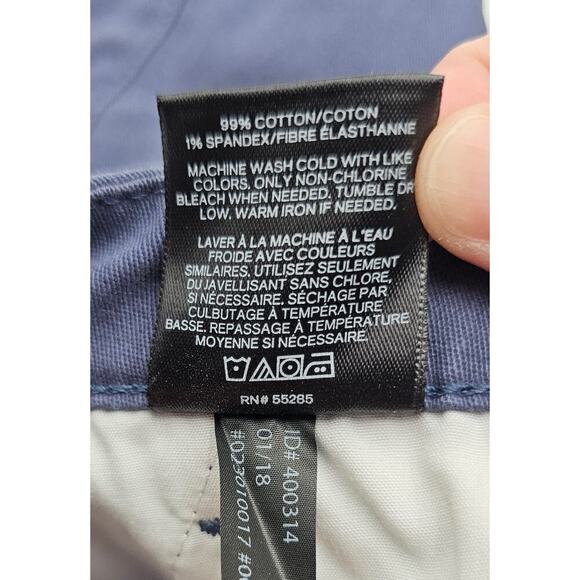 99% COTTON/COTON
1% SPANDEX/FIBRE ÉLASTHANNE
MACHINE WASH COLD WITH LIKE
COLORS. ONLY NON-CHLORINE
BLEACH WHEN NEEDED. TUMBLE DR
LOW. WARM IRON IF NEEDED.
LAVER À LA MACHINE À L'EAU
FROIDE AVEC COULEURS
SIMILAIRES. UTILISEZ SEULEMENT
DU JAVELLISANT SANS CHLORE,
SI NÉCESSAIRE. SÉCHAGE PAR
CULBUTAGE À TEMPÉRATURE
BASSE. REPASSAGE À TEMPÉRATURE
MOYENNE SI NÉCESSAIRE.
RN# 55285
ID# 400314
01/18
#023010017 #0